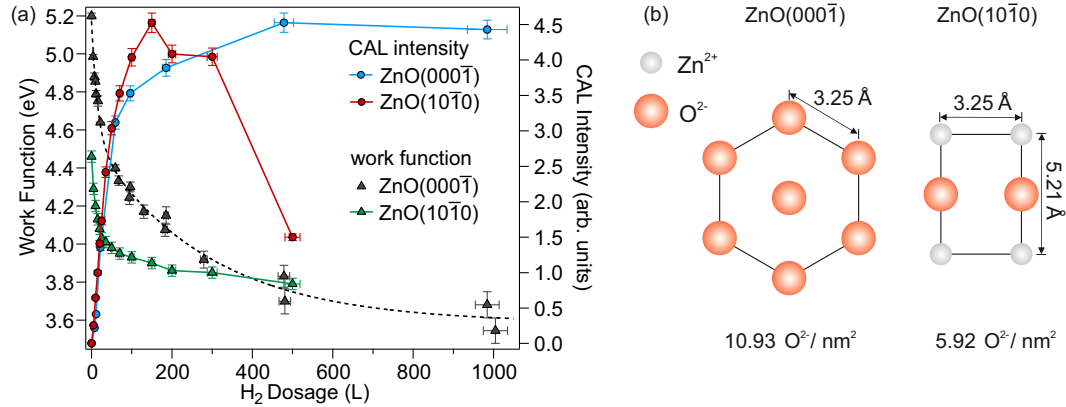 (a)
5.2
5.0
4.8
4.6
4.4
4.2
4.0
3.8
3.6
Work Function (eV)
0
200
400
600
800
1000
H₂ Dosage (L)
4.5
4.0
3.5
3.0
2.5
2.0
1.5
1.0
0.5
0.0
CAL Intensity (arb. units)
CAL intensity
ZnO(0001̅)
ZnO(101̅0)
work function
ZnO(0001̅)
ZnO(101̅0)
(b)
ZnO(0001̅)
ZnO(101̅0)
Zn²⁺
O²⁻
3.25 Å
3.25 Å
5.21 Å
10.93 O²⁻/ nm²
5.92 O²⁻/ nm²